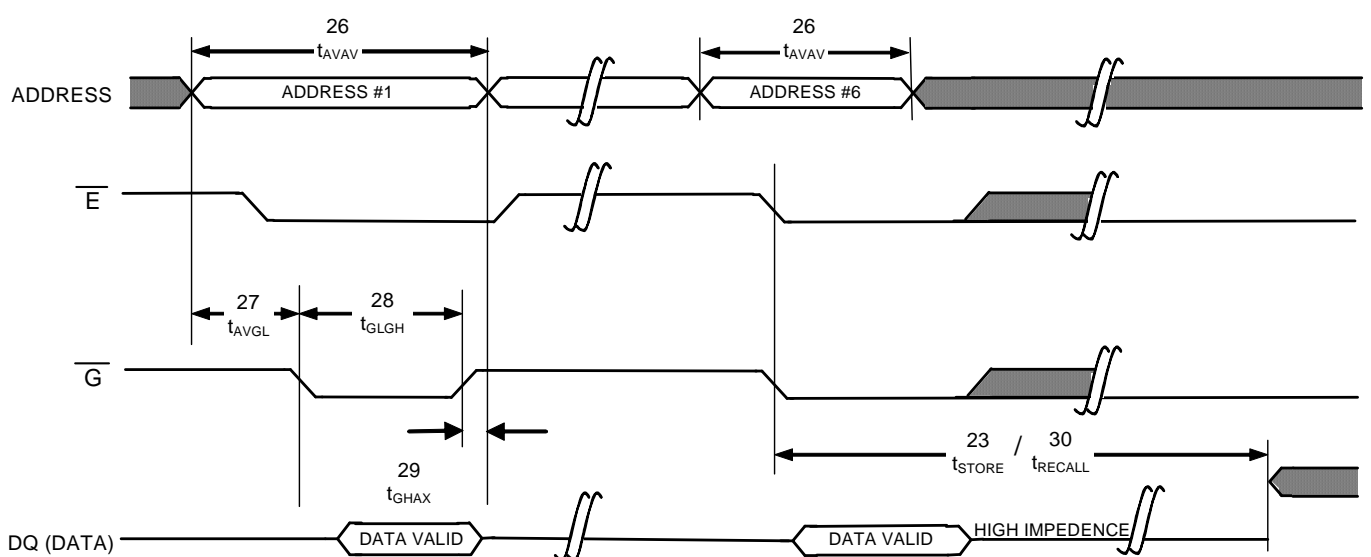 26
tAVAV
26
tAVAV
ADDRESS
ADDRESS #1
ADDRESS #6
E
27
tAVGL
28
tGLGH
G
23 / 30
tSTORE tRECALL
29
tGHAX
DQ (DATA)
DATA VALID
DATA VALID
HIGH IMPEDENCE